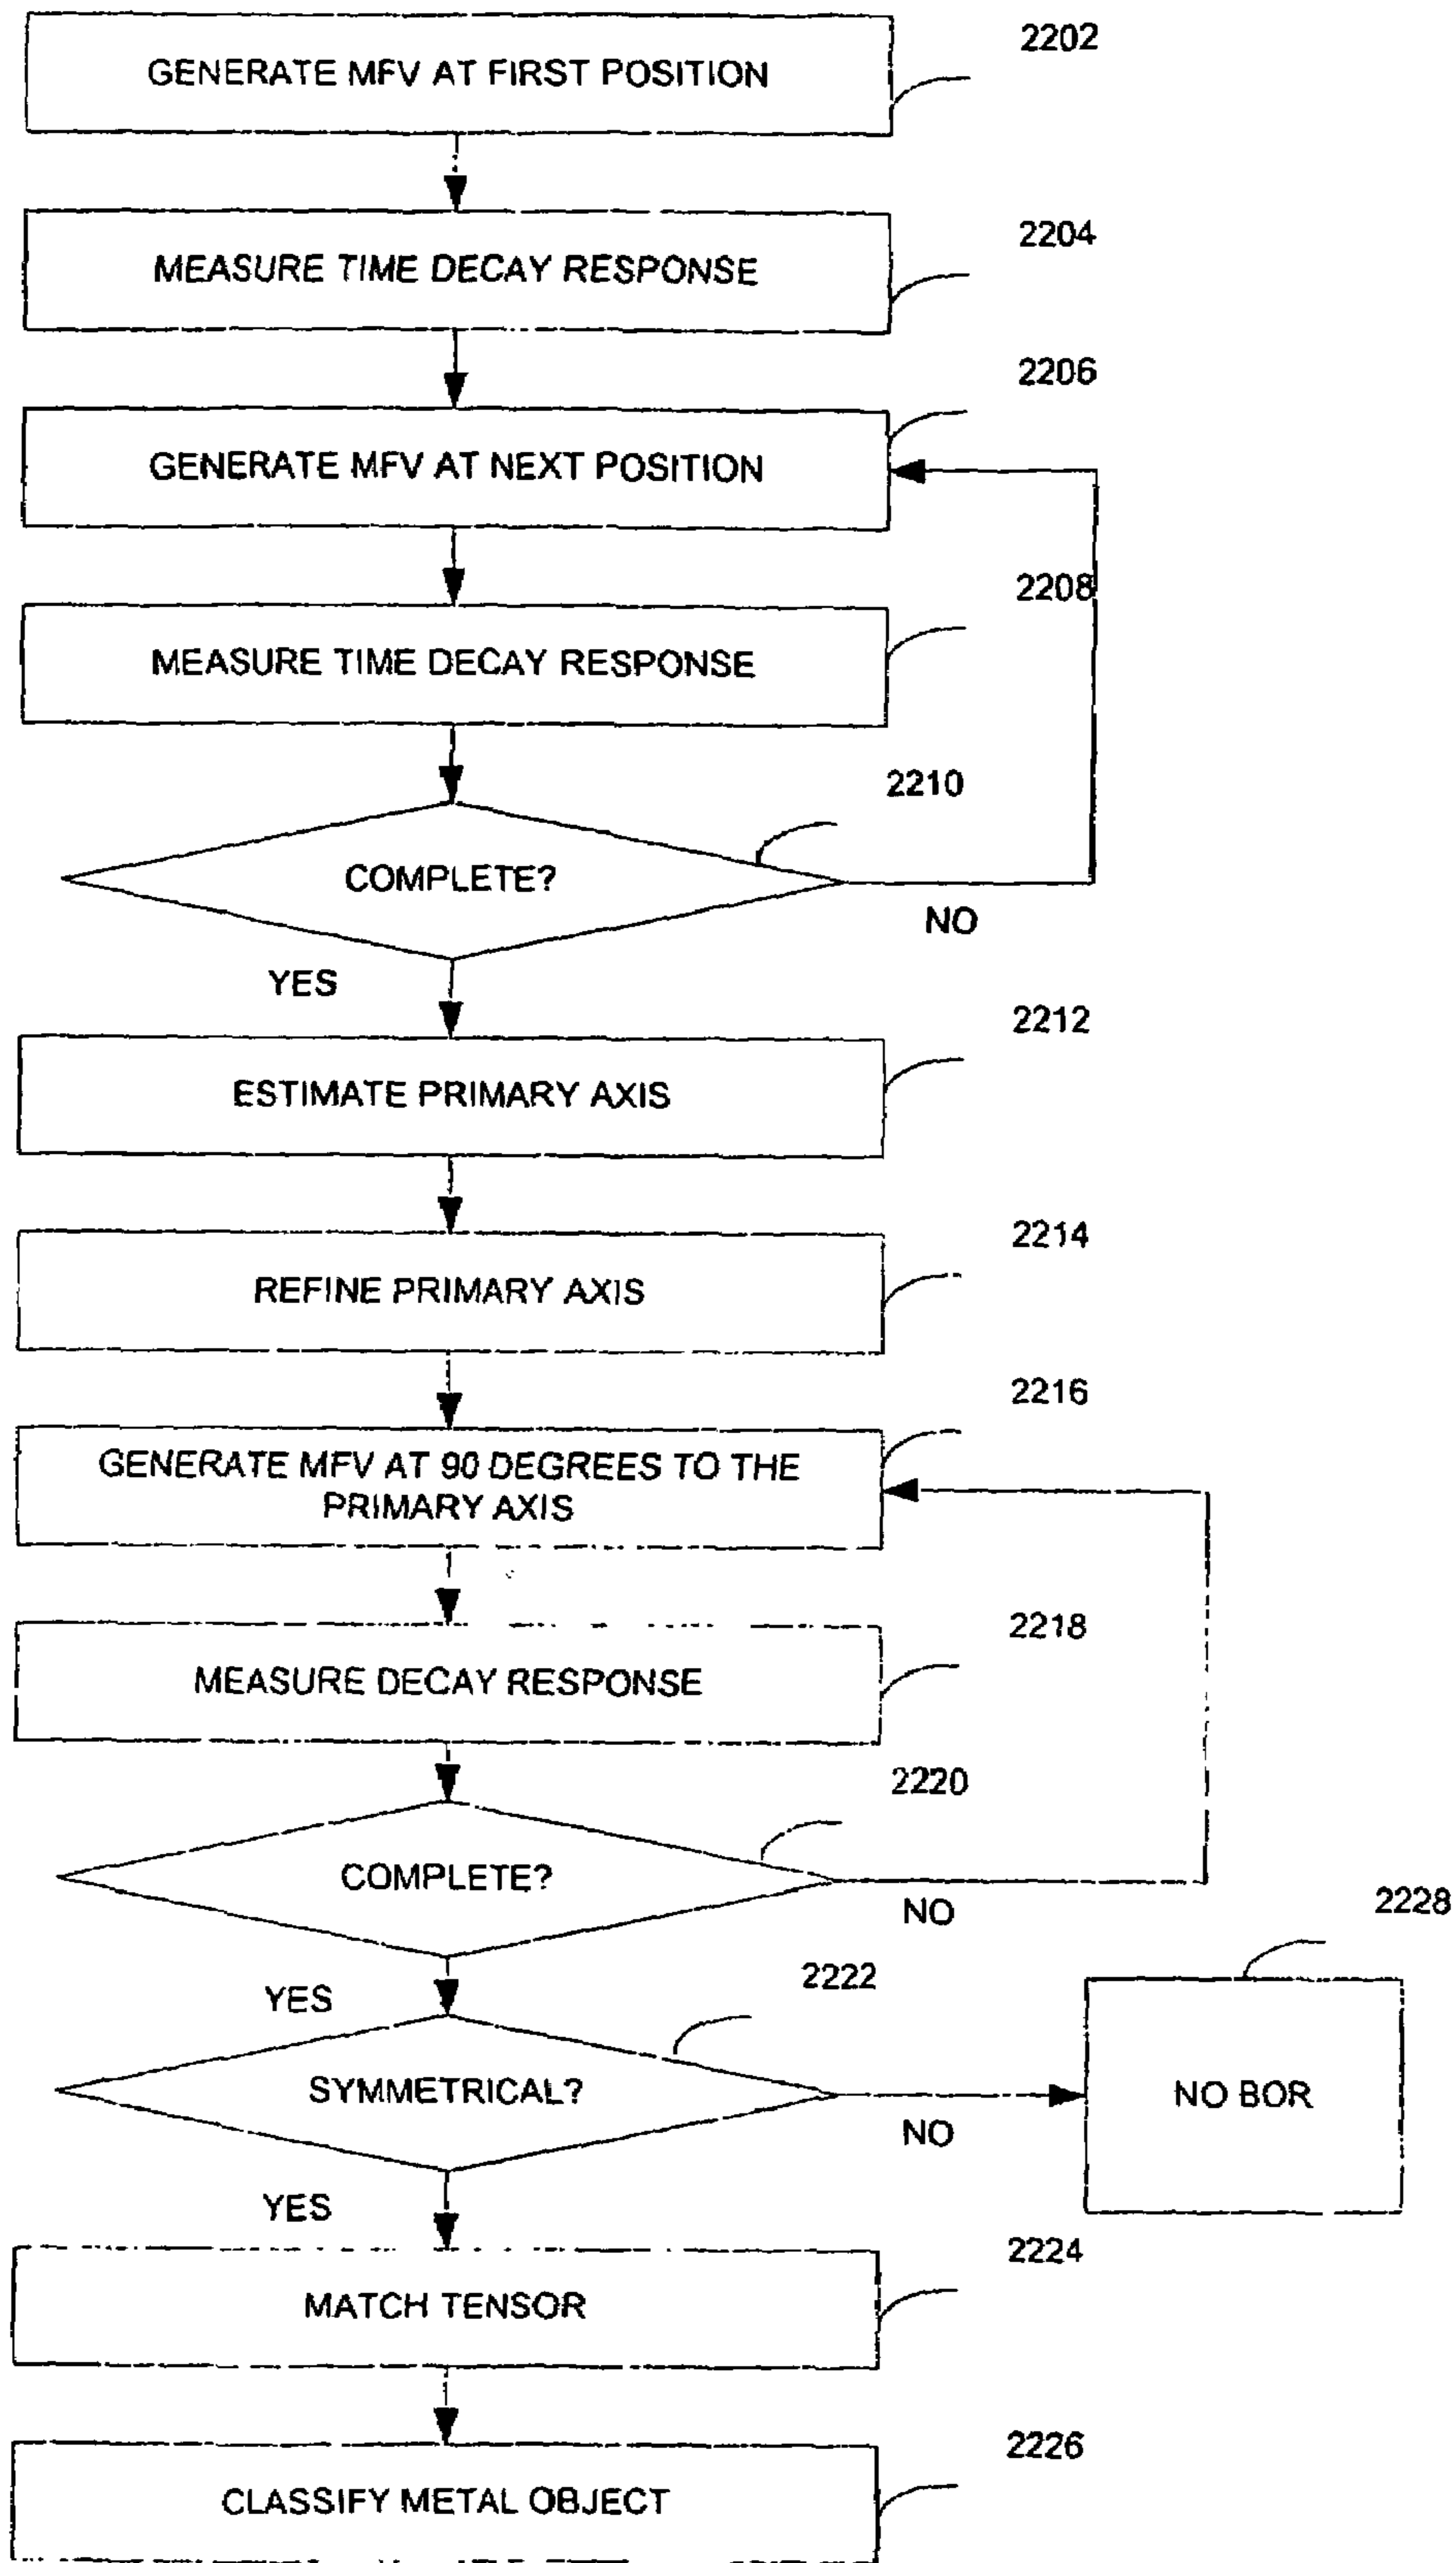 2202
GENERATE MFV AT FIRST POSITION
2204
MEASURE TIME DECAY RESPONSE
2206
GENERATE MFV AT NEXT POSITION
2208
MEASURE TIME DECAY RESPONSE
2210
COMPLETE?
NO
YES
2212
ESTIMATE PRIMARY AXIS
2214
REFINE PRIMARY AXIS
2216
GENERATE MFV AT 90 DEGREES TO THE
PRIMARY AXIS
2218
MEASURE DECAY RESPONSE
2220
COMPLETE?
NO
2228
YES
2222
SYMMETRICAL?
NO BOR
NO
YES
2224
MATCH TENSOR
2226
CLASSIFY METAL OBJECT